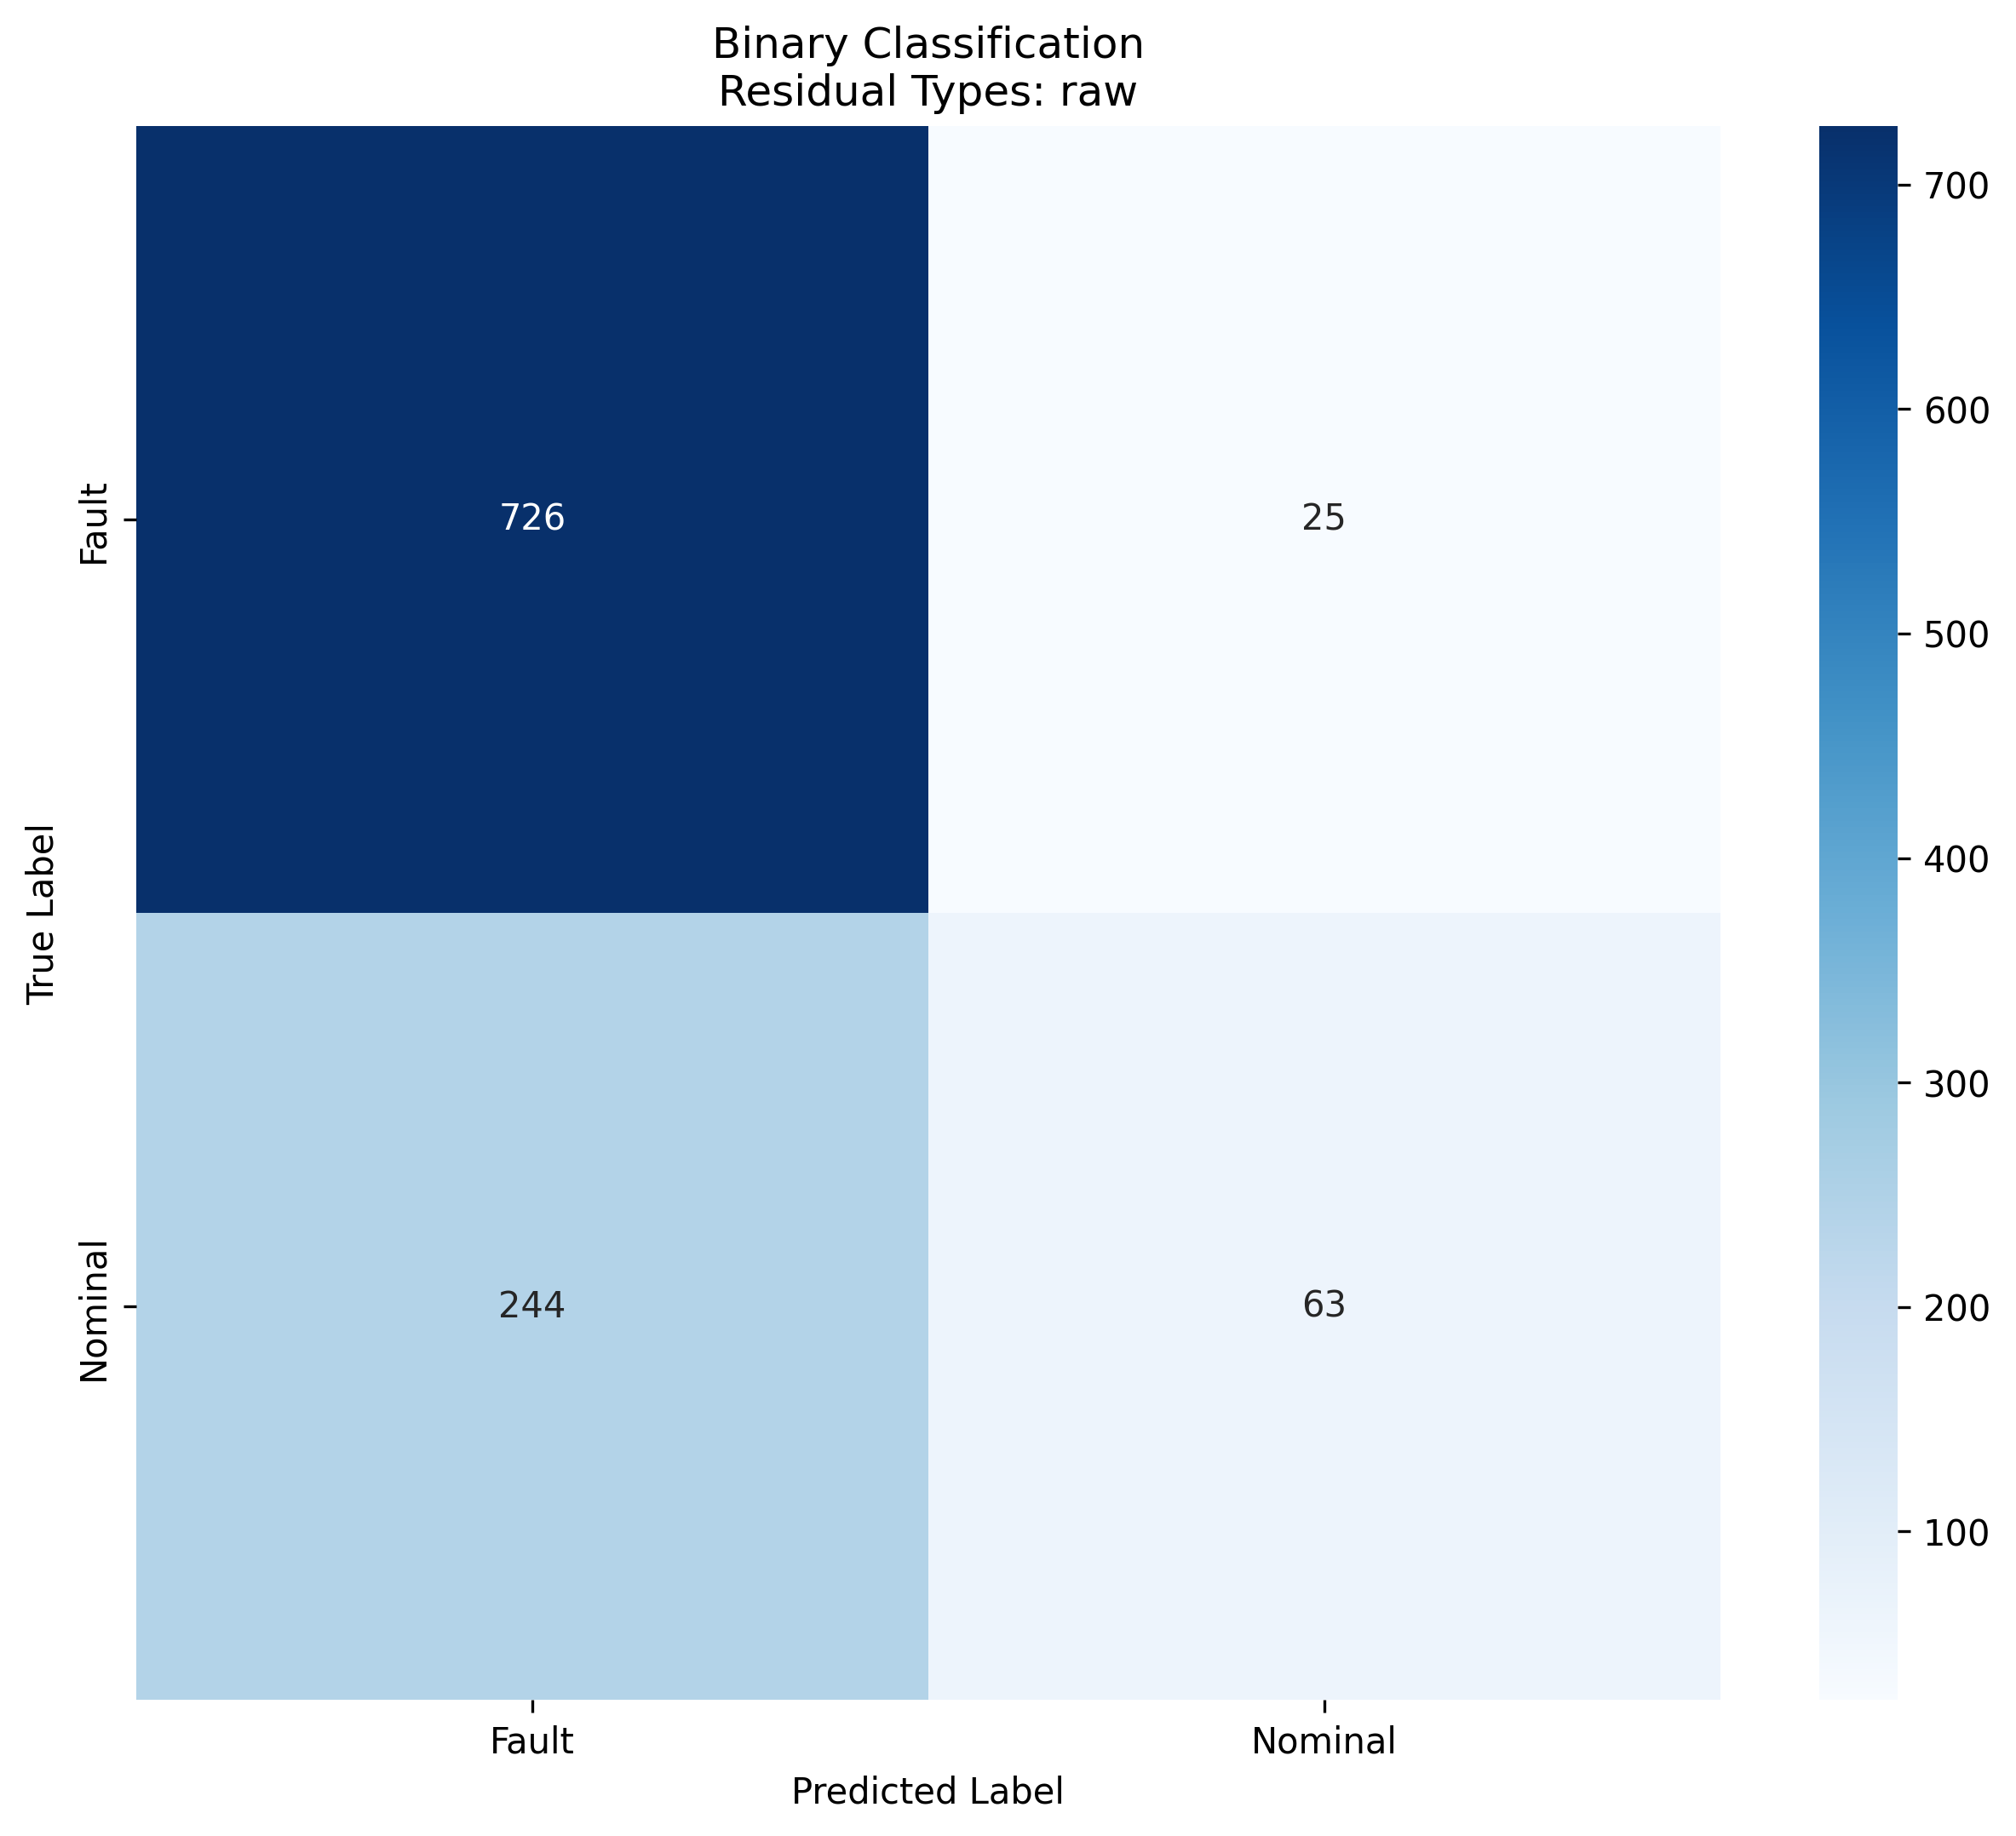 Binary Classification
Residual Types: raw
True Label
Fault
Nominal
726
25
244
63
Fault
Nominal
Predicted Label
700
600
500
400
300
200
100